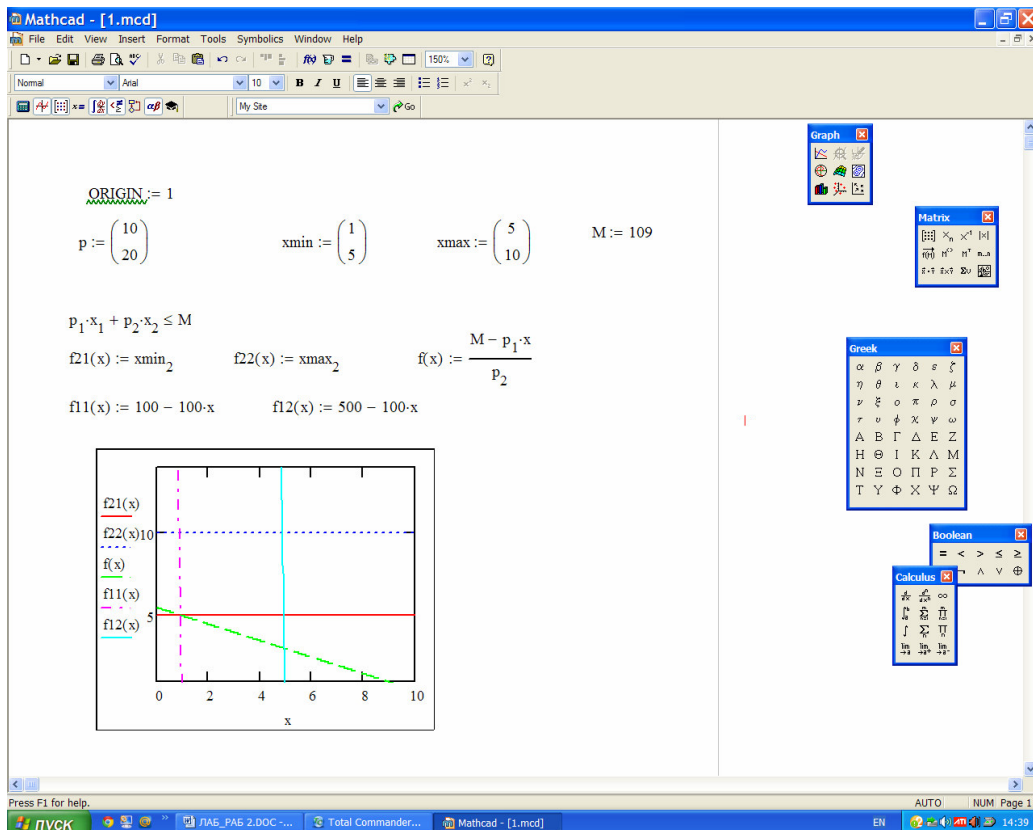 Mathcad - [1.mcd]
File Edit View Insert Format Tools Symbolics Window Help
150%
Normal Arial 10 B I U
My Site Go
Graph
Matrix
ORIGIN := 1
p := (10 20) xmin := (1 5) xmax := (5 10) M := 109
p₁·x₁ + p₂·x₂ ≤ M
f21(x) := xmin₂ f22(x) := xmax₂ f(x) := (M − p₁·x)/p₂
f11(x) := 100 − 100·x f12(x) := 500 − 100·x
Greek
α β γ δ ε ζ
η θ ι κ λ μ
ν ξ ο π ρ σ
τ υ ϕ χ ψ ω
Α Β Γ Δ Ε Ζ
Η Θ Ι Κ Λ Μ
Ν Ξ Ο Π Ρ Σ
Τ Υ Φ Χ Ψ Ω
Boolean
= < > ≤ ≥
¬ ∧ ∨ ⊕
Calculus
f21(x)
f22(x) 10
f(x)
f11(x)
5
f12(x)
0 2 4 6 8 10
x
Press F1 for help. AUTO NUM Page 1
пуск ЛАБ_РАБ 2.DOC -... Total Commander... Mathcad - [1.mcd] EN 14:39